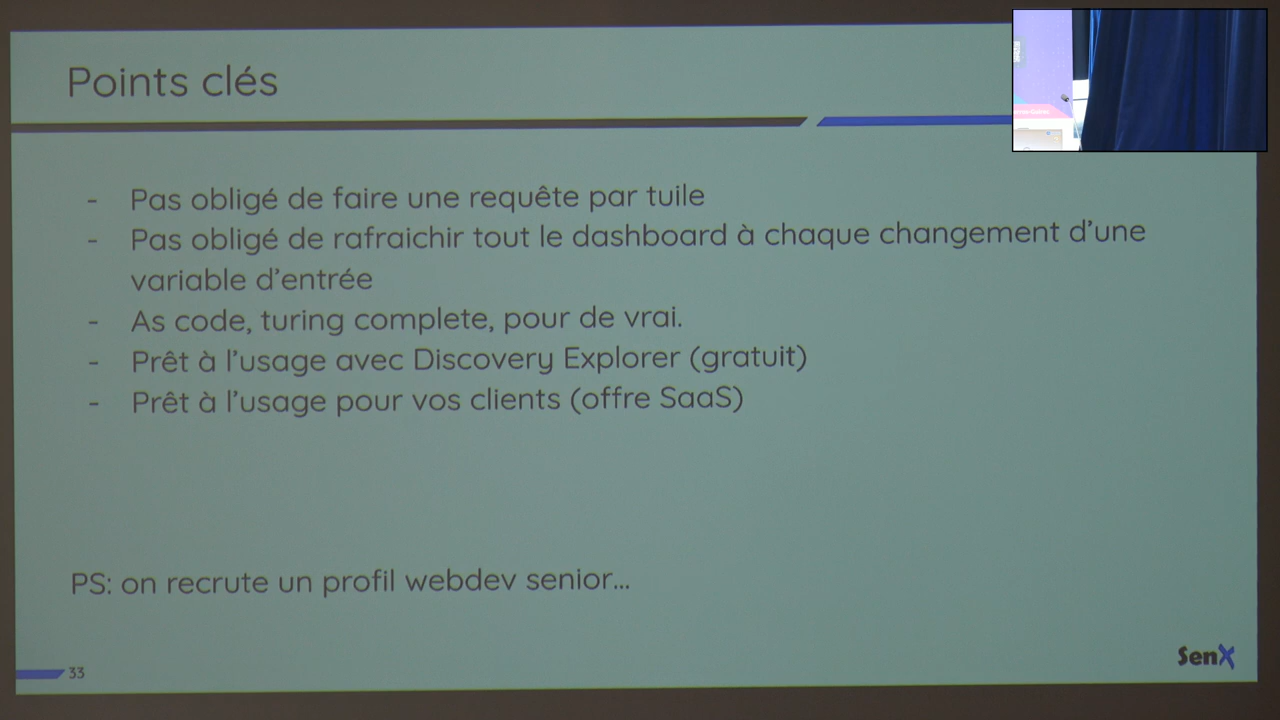 Points clés
- Pas obligé de faire une requête par tuile
- Pas obligé de rafraichir tout le dashboard à chaque changement d'une
variable d'entrée
- As code, turing complete, pour de vrai.
- Prêt à l'usage avec Discovery Explorer (gratuit)
- Prêt à l'usage pour vos clients (offre SaaS)
PS: on recrute un profil webdev senior...
33
SenX